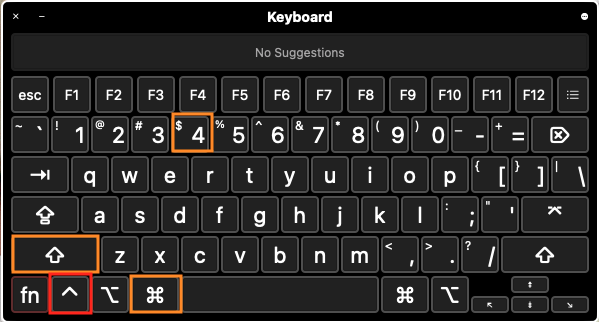 Keyboard
No Suggestions
esc F1 F2 F3 F4 F5 F6 F7 F8 F9 F10 F11 F12
~ ` ! 1 @ 2 # 3 $ 4 % 5 ^ 6 & 7 * 8 ( 9 ) 0 _ - + =
q w e r t y u i o p { [ } ] | \
a s d f g h j k l : ; " '
z x c v b n m < , > . ? /
fn ^ ⌥ ⌘ ⌘ ⌥